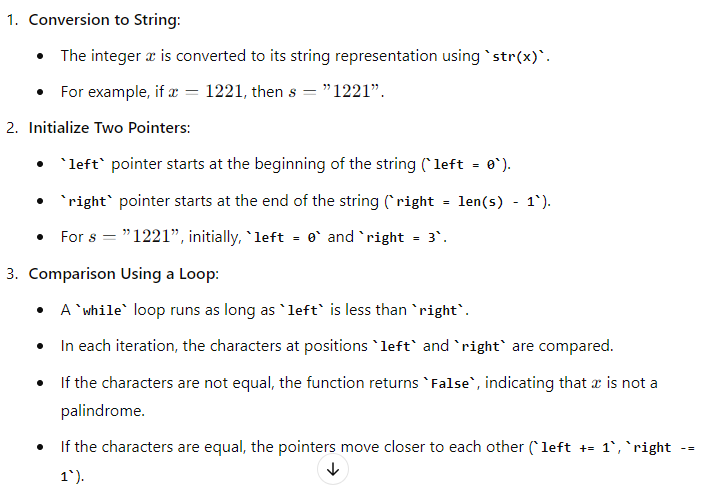 1. Conversion to String:
• The integer x is converted to its string representation using `str(x)`.
• For example, if x = 1221, then s = ”1221”.
2. Initialize Two Pointers:
• `left` pointer starts at the beginning of the string (`left = 0`).
• `right` pointer starts at the end of the string (`right = len(s) - 1`).
• For s = ”1221”, initially, `left = 0` and `right = 3`.
3. Comparison Using a Loop:
• A `while` loop runs as long as `left` is less than `right`.
• In each iteration, the characters at positions `left` and `right` are compared.
• If the characters are not equal, the function returns `False`, indicating that x is not a
palindrome.
• If the characters are equal, the pointers move closer to each other (`left += 1`, `right -=
1`).